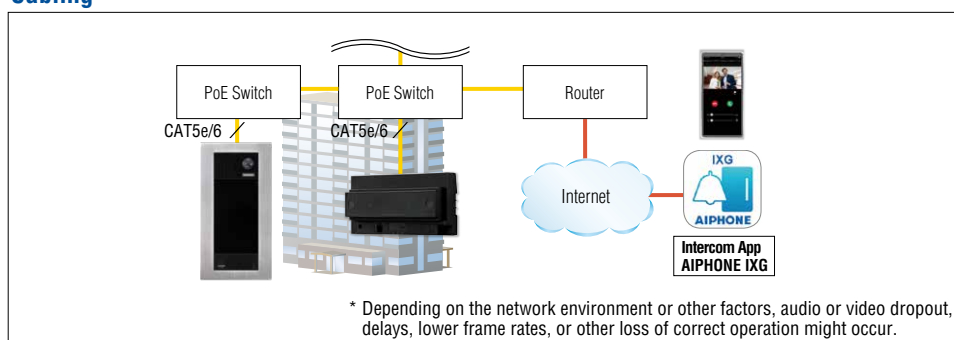 PoE Switch
PoE Switch
Router
CAT5e/6
CAT5e/6
Internet
IXG
AIPHONE
Intercom App
AIPHONE IXG
* Depending on the network environment or other factors, audio or video dropout,
delays, lower frame rates, or other loss of correct operation might occur.